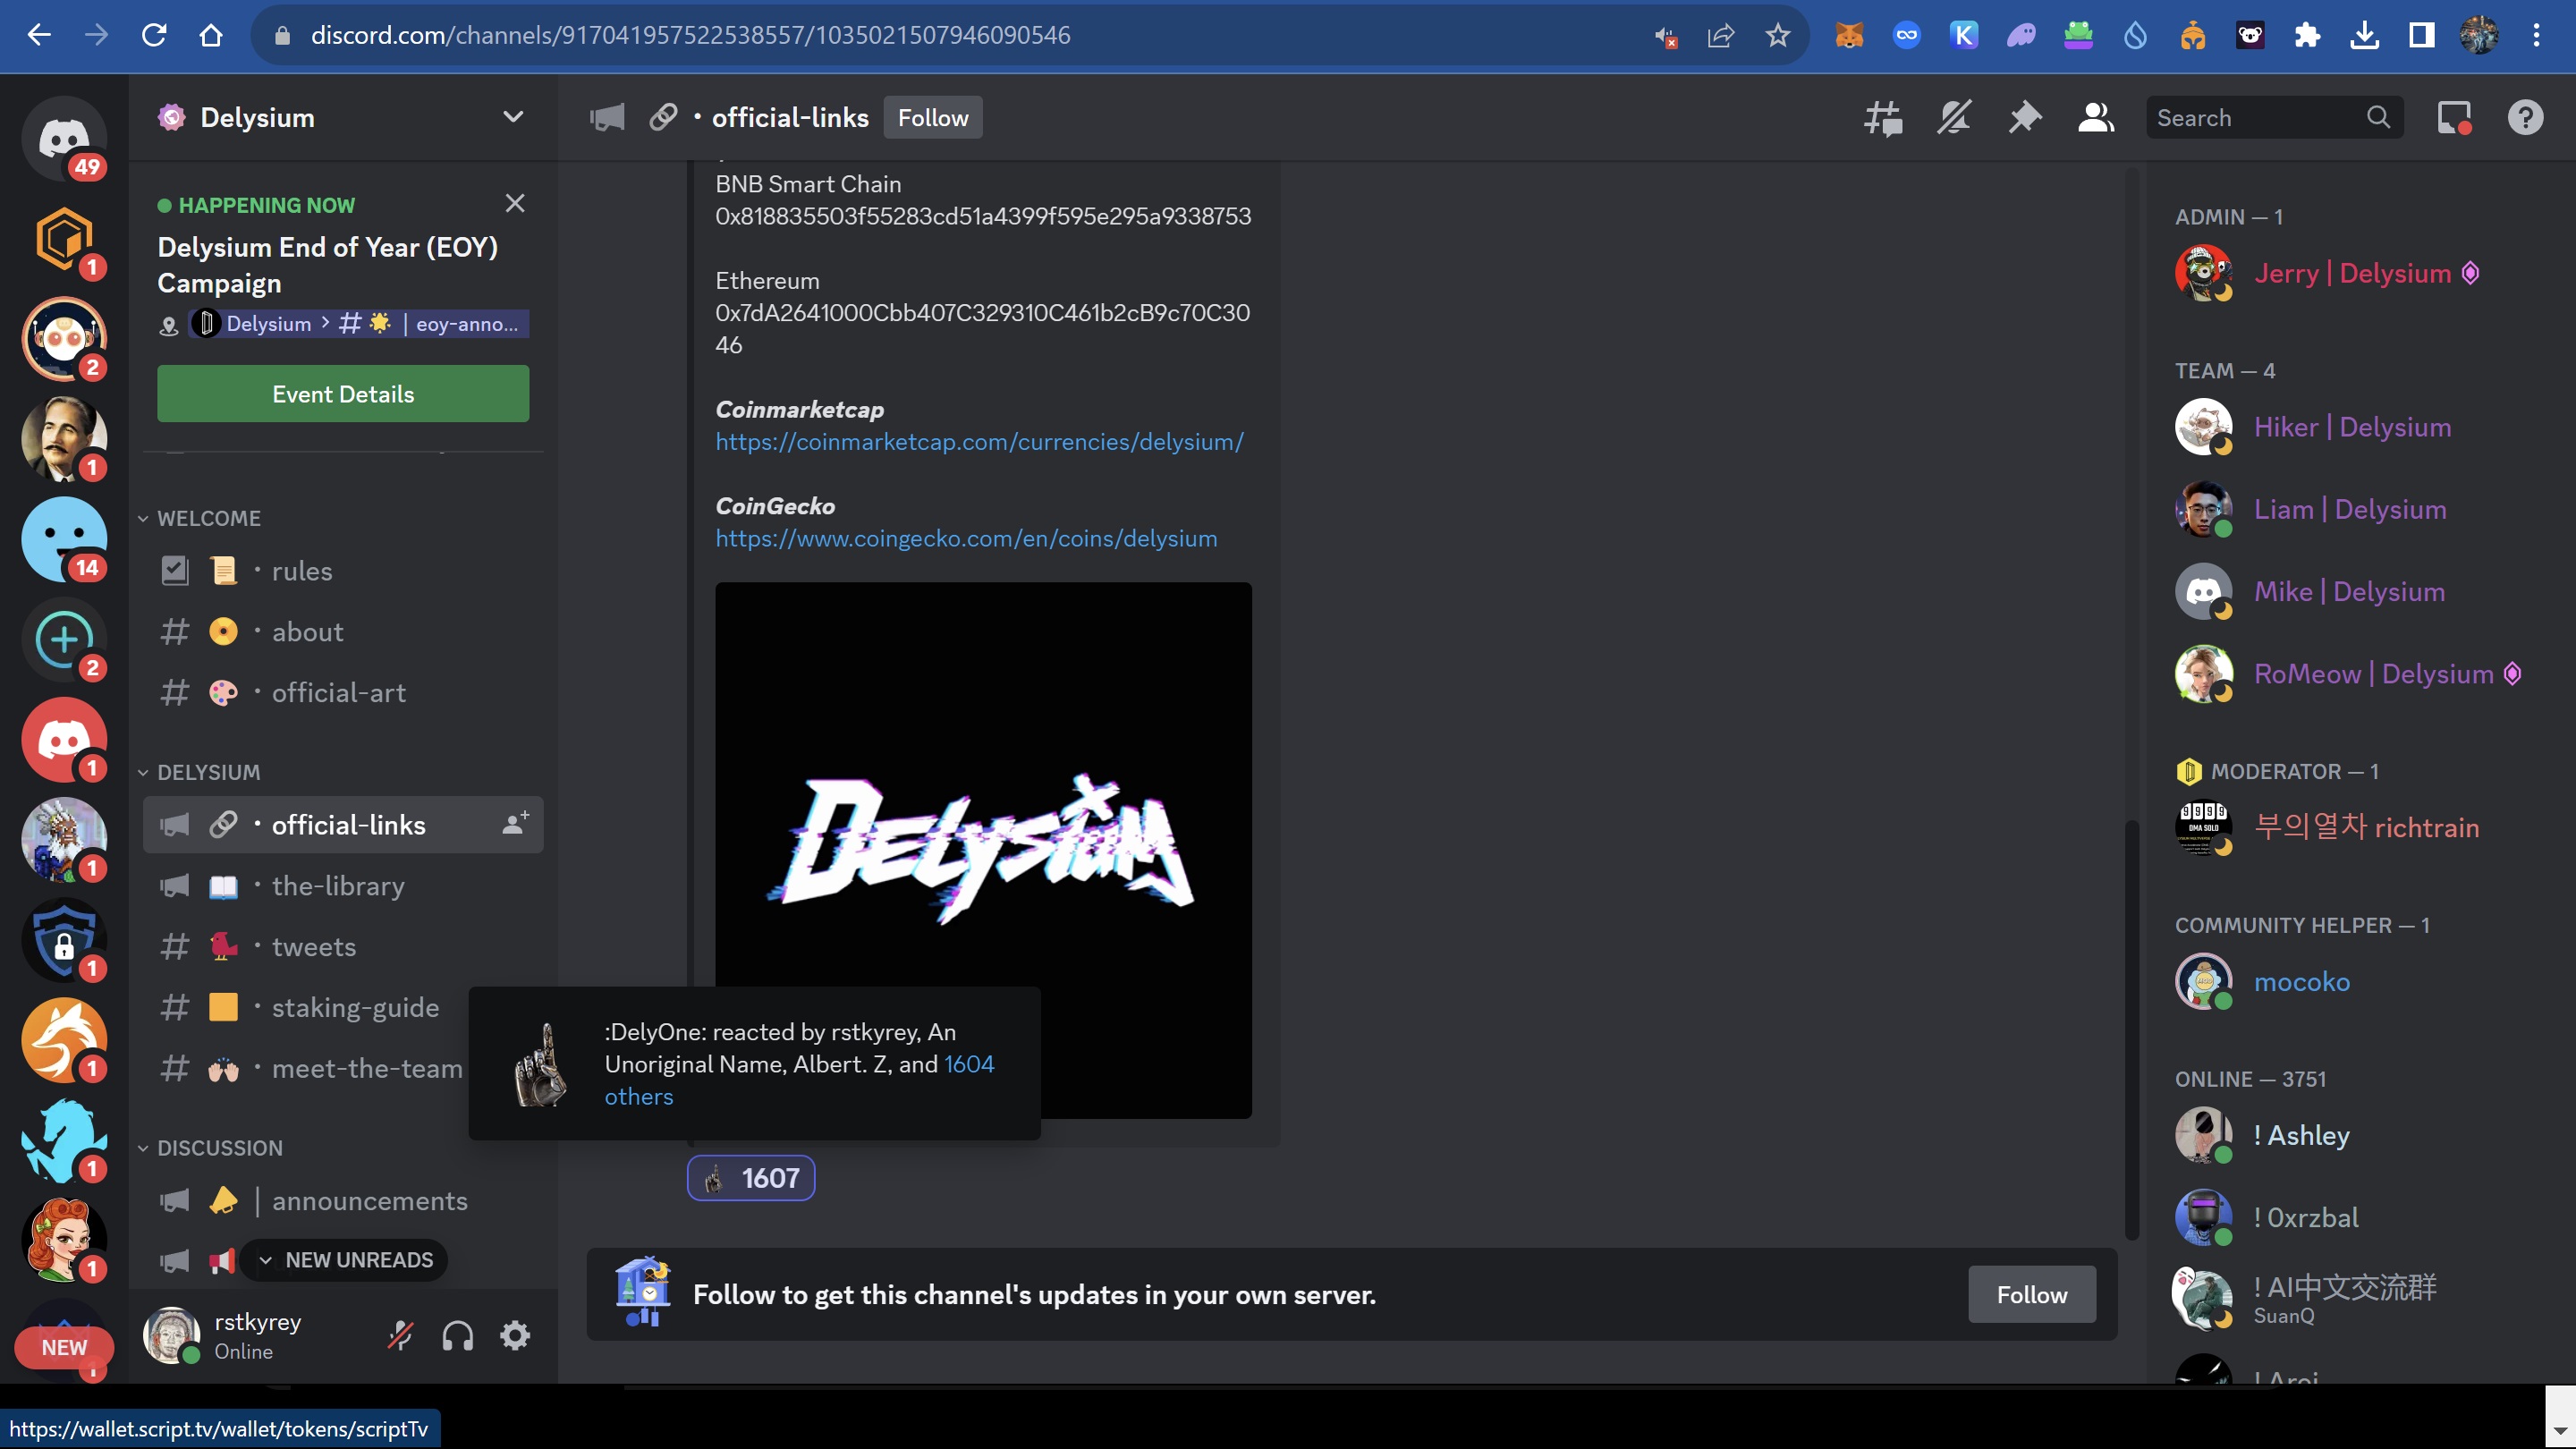 discord.com/channels/917041957522538557/1035021507946090546
49
1
2
1
14
2
1
1
1
1
1
1
NEW
1
Delysium
HAPPENING NOW
Delysium End of Year (EOY)
Campaign
Delysium > # | eoy-anno...
Event Details
WELCOME
rules
about
official-art
DELYSIUM
official-links
the-library
tweets
staking-guide
meet-the-team
DISCUSSION
announcements
NEW UNREADS
rstkyrey
Online
official-links
Follow
Search
BNB Smart Chain
0x818835503f55283cd51a4399f595e295a9338753
Ethereum
0x7dA2641000Cbb407C329310C461b2cB9c70C30
46
Coinmarketcap
https://coinmarketcap.com/currencies/delysium/
CoinGecko
https://www.coingecko.com/en/coins/delysium
Delysium
:DelyOne: reacted by rstkyrey, An
Unoriginal Name, Albert. Z, and 1604
others
1607
Follow to get this channel's updates in your own server.
Follow
ADMIN — 1
Jerry | Delysium
TEAM — 4
Hiker | Delysium
Liam | Delysium
Mike | Delysium
RoMeow | Delysium
MODERATOR — 1
9999
DMA SOLO
부의열차 richtrain
COMMUNITY HELPER — 1
mocoko
ONLINE — 3751
! Ashley
! 0xrzbal
! AI中文交流群
SuanQ
https://wallet.script.tv/wallet/tokens/scriptTv